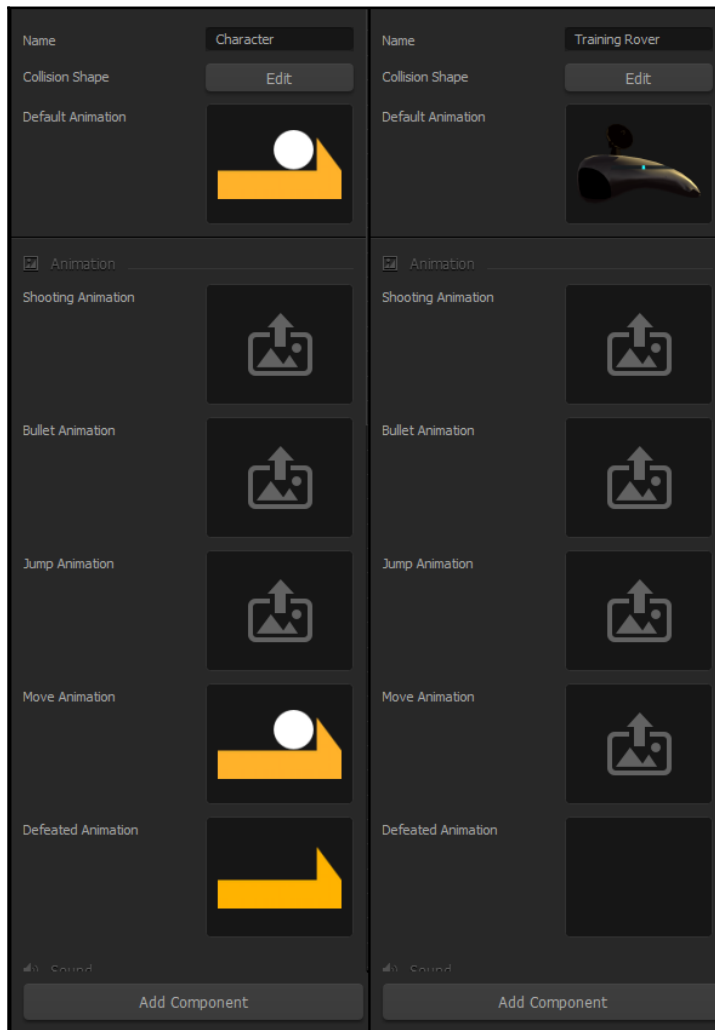 Name Character
Collision Shape Edit
Default Animation
Animation
Shooting Animation
Bullet Animation
Jump Animation
Move Animation
Defeated Animation
Sound
Add Component
Name Training Rover
Collision Shape Edit
Default Animation
Animation
Shooting Animation
Bullet Animation
Jump Animation
Move Animation
Defeated Animation
Sound
Add Component